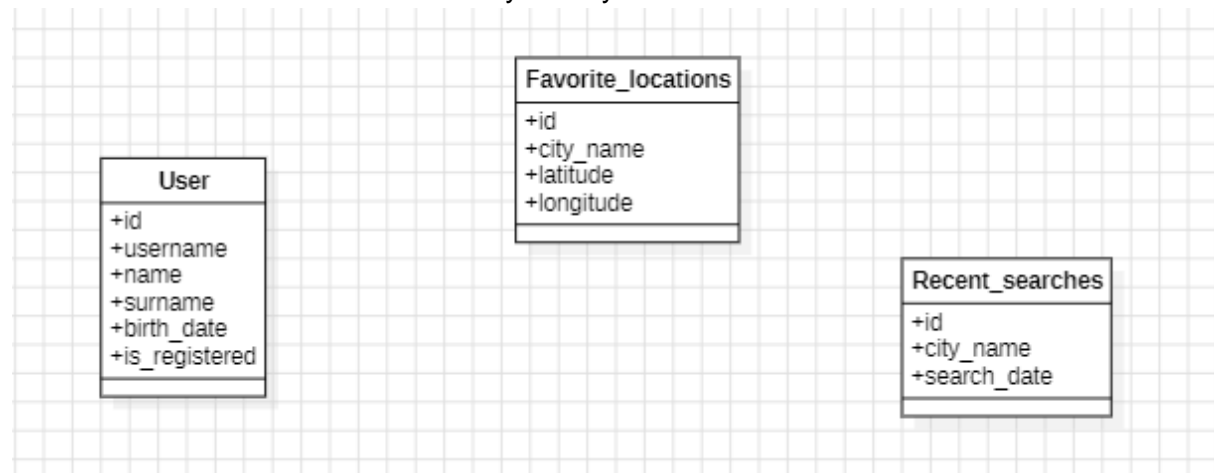 User
+id
+username
+name
+surname
+birth_date
+is_registered
Favorite_locations
+id
+city_name
+latitude
+longitude
Recent_searches
+id
+city_name
+search_date